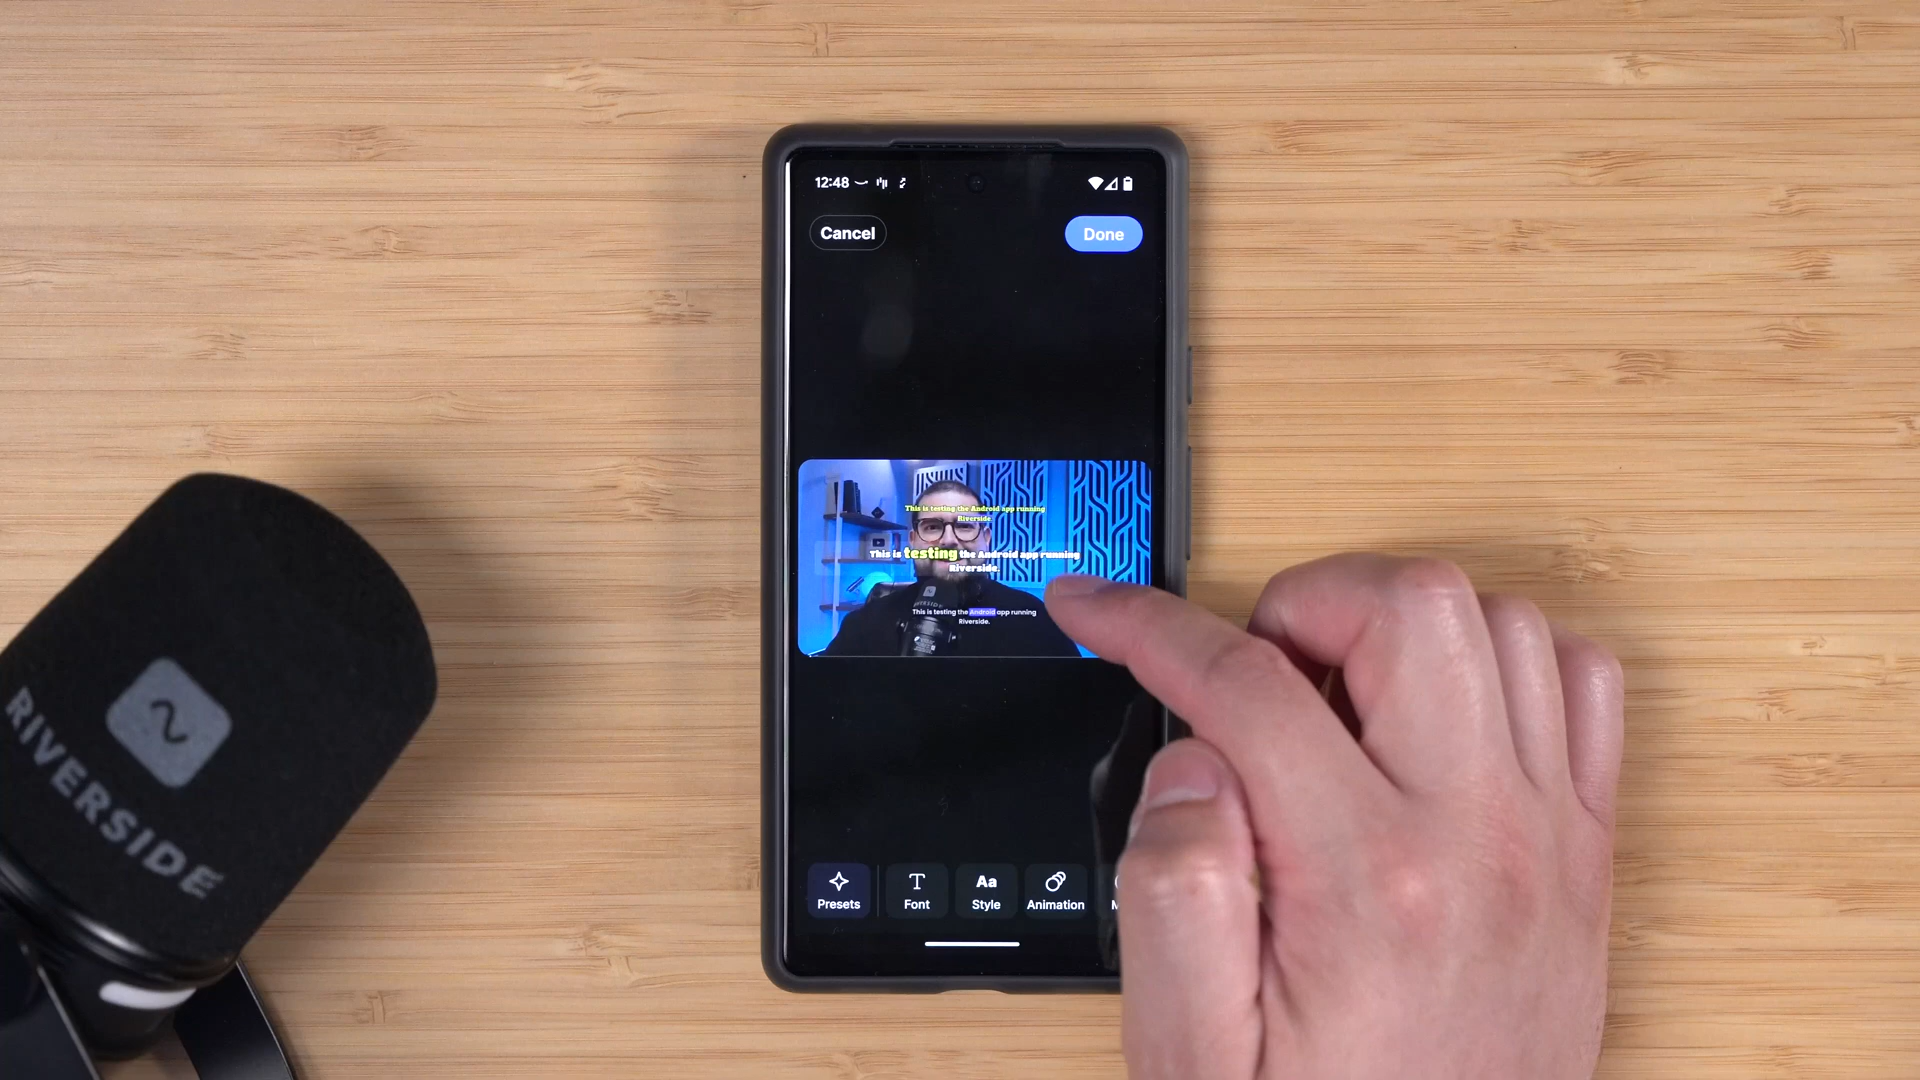 12:48
Cancel
Done
This is testing the Android app running
Riverside.
This is testing the Android app running
Riverside.
This is testing the Android app running
Riverside.
Presets
Font
Style
Animation
RIVERSIDE